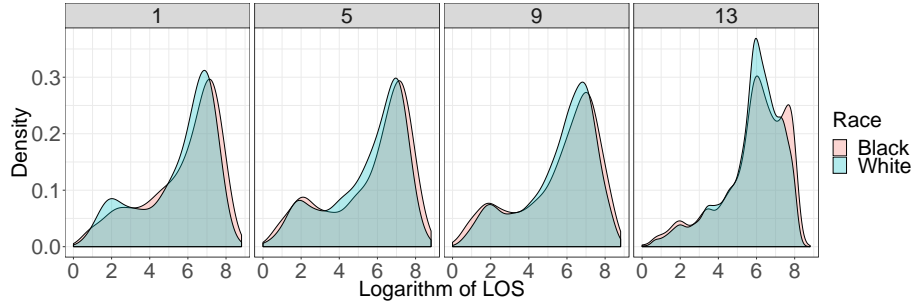 1 5 9 13
Density
0.3
0.2
0.1
0.0
0 2 4 6 8 0 2 4 6 8 0 2 4 6 8 0 2 4 6 8
Logarithm of LOS
Race
Black
White